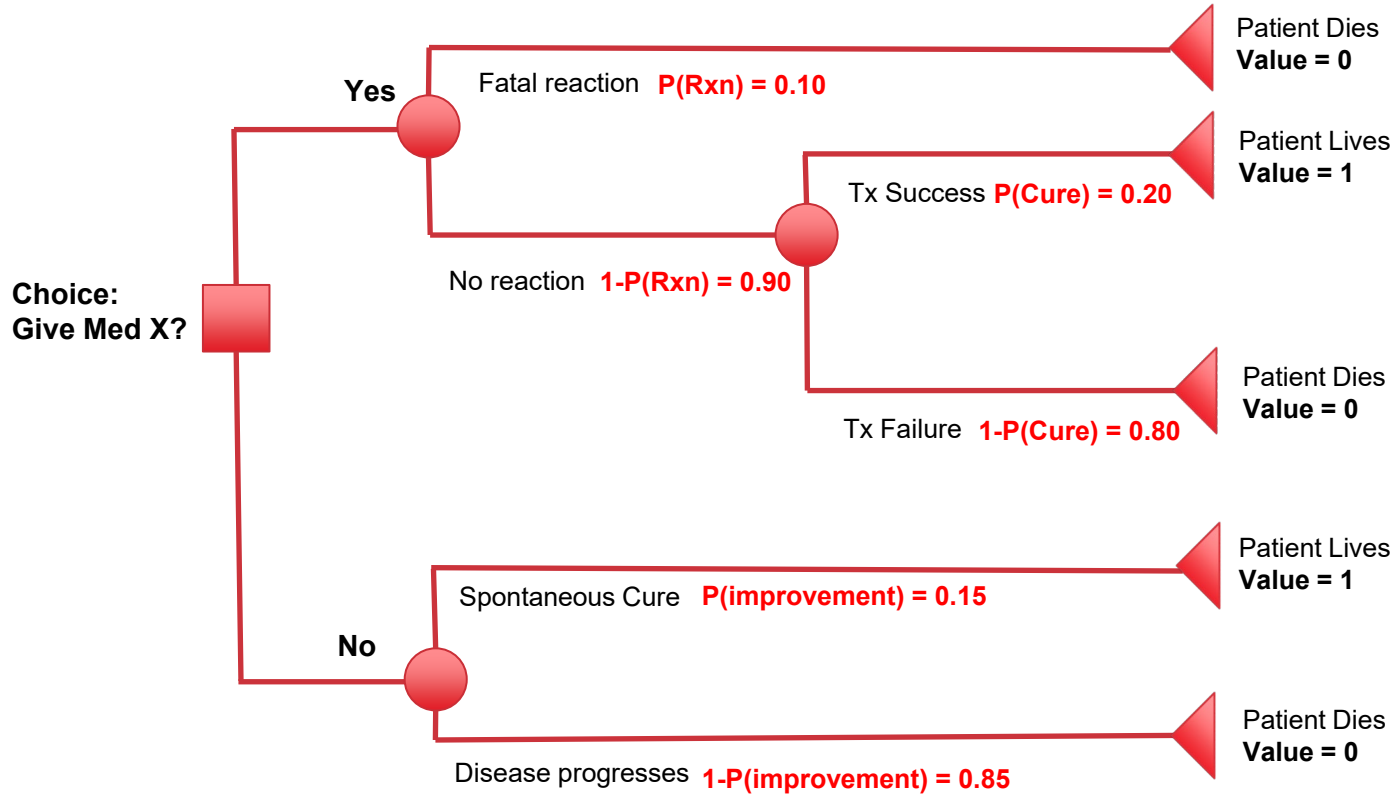 Patient Dies
Value = 0
Yes
Fatal reaction P(Rxn) = 0.10
Patient Lives
Value = 1
Tx Success P(Cure) = 0.20
No reaction 1-P(Rxn) = 0.90
Choice:
Give Med X?
Patient Dies
Value = 0
Tx Failure 1-P(Cure) = 0.80
Patient Lives
Value = 1
Spontaneous Cure P(improvement) = 0.15
No
Patient Dies
Value = 0
Disease progresses 1-P(improvement) = 0.85